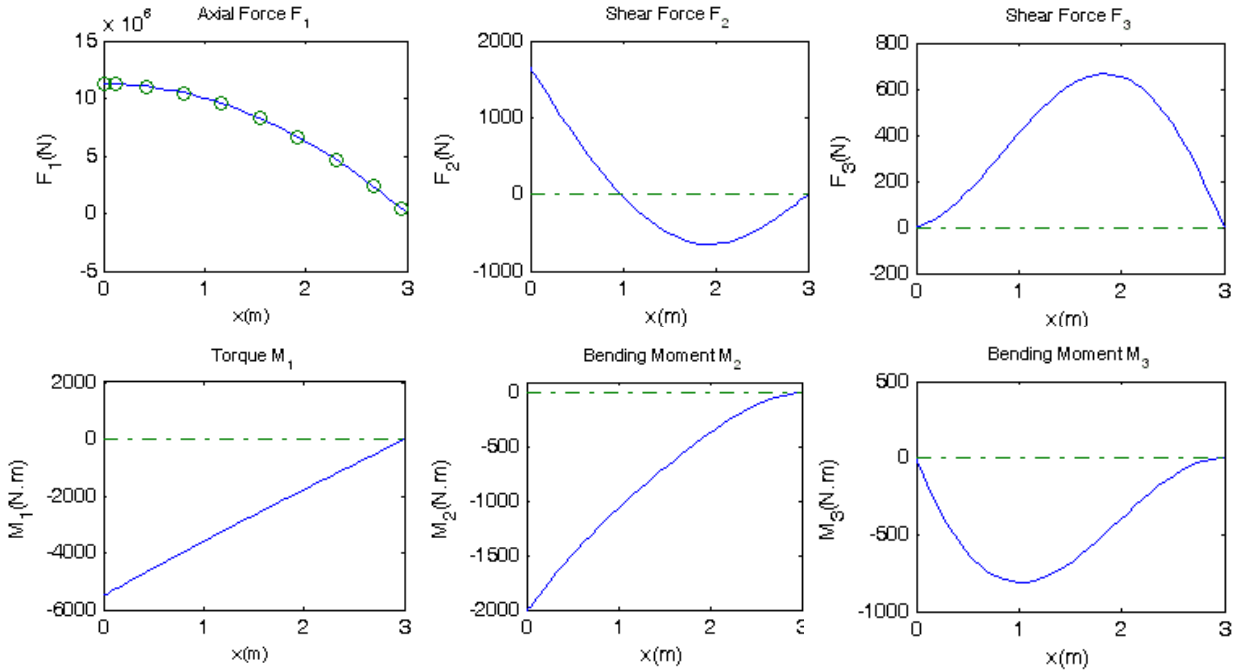 Axial Force F1
× 10^6
15
10
5
0
-5
F1(N)
0 1 2 3
x(m)
Shear Force F2
2000
1000
0
-1000
F2(N)
0 1 2 3
x(m)
Shear Force F3
800
600
400
200
0
-200
F3(N)
0 1 2 3
x(m)
Torque M1
2000
0
-2000
-4000
-6000
M1(N.m)
0 1 2 3
x(m)
Bending Moment M2
0
-500
-1000
-1500
-2000
M2(N.m)
0 1 2 3
x(m)
Bending Moment M3
500
0
-500
-1000
M3(N.m)
0 1 2 3
x(m)